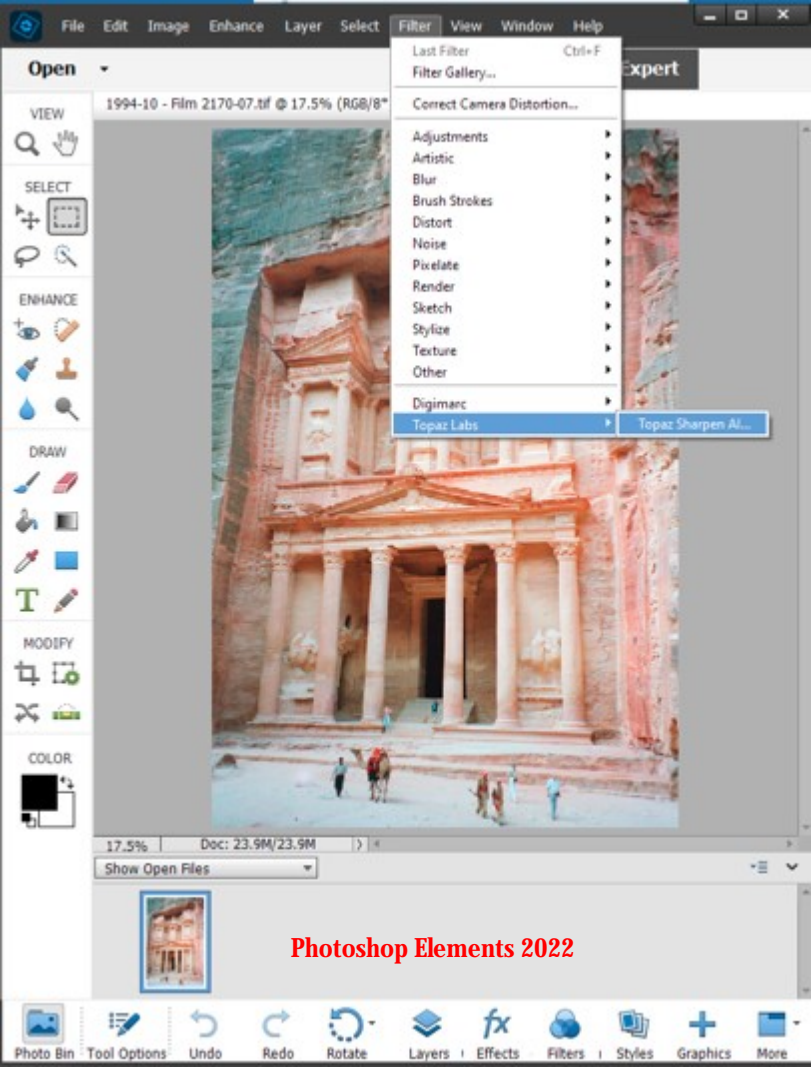 File Edit Image Enhance Layer Select Filter View Window Help
Open
Expert
1994-10 - Film 2170-07.tif @ 17.5% (RGB/8*
Last Filter Ctrl+F
Filter Gallery...
Correct Camera Distortion...
Adjustments
Artistic
Blur
Brush Strokes
Distort
Noise
Pixelate
Render
Sketch
Stylize
Texture
Other
Digimarc
Topaz Labs
Topaz Sharpen AI...
VIEW
SELECT
ENHANCE
DRAW
T
MODIFY
COLOR
17.5% Doc: 23.9M/23.9M
Show Open Files
Photoshop Elements 2022
fx
Photo Bin Tool Options Undo Redo Rotate Layers Effects Filters Styles Graphics More